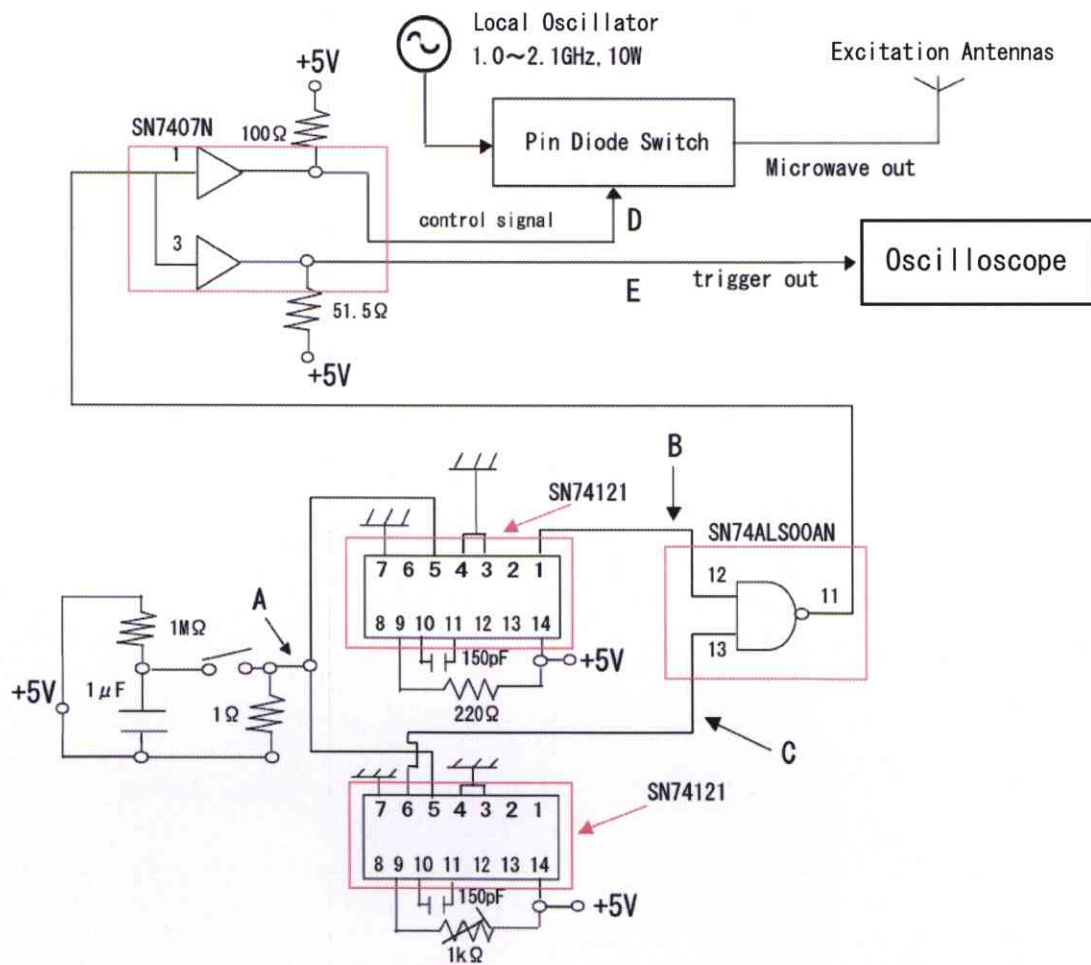 Local Oscillator
1.0〜2.1GHz, 10W
Excitation Antennas
+5V
SN7407N
100Ω
1
Pin Diode Switch
Microwave out
control signal
D
3
Oscilloscope
trigger out
E
51.5Ω
+5V
B
SN74121
SN74ALS00AN
7 6 5 4 3 2 1
12
11
13
8 9 10 11 12 13 14
A
1MΩ
150pF
+5V
+5V
1μF
1Ω
220Ω
C
SN74121
7 6 5 4 3 2 1
8 9 10 11 12 13 14
150pF
+5V
1kΩ